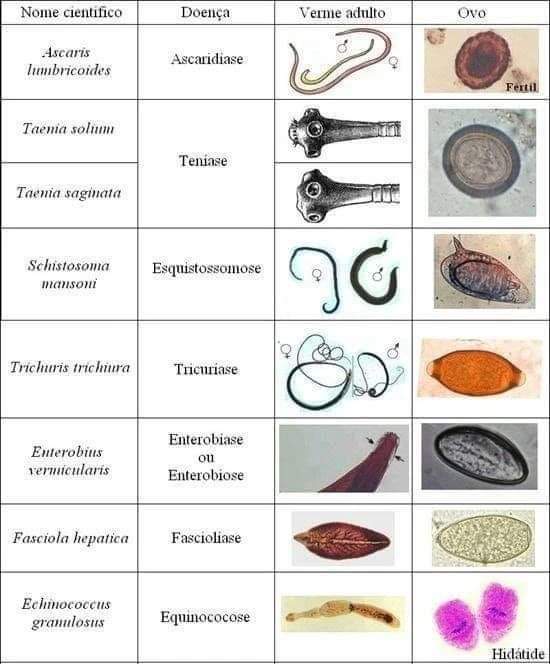 Nome científico Doença Verme adulto Ovo
Ascaris
lumbricoides
Ascaridiase
♂
♀
Fértil
Taenia solium
Teníase
Taenia saginata
Schistosoma
mansoni
Esquistossomose
♀
♂
Trichuris trichiura
Tricuríase
♀
♂
Enterobius
vermicularis
Enterobíase
ou
Enterobiose
Fasciola hepatica
Fasciolíase
Echinococcus
granulosus
Equinococose
Hidátide